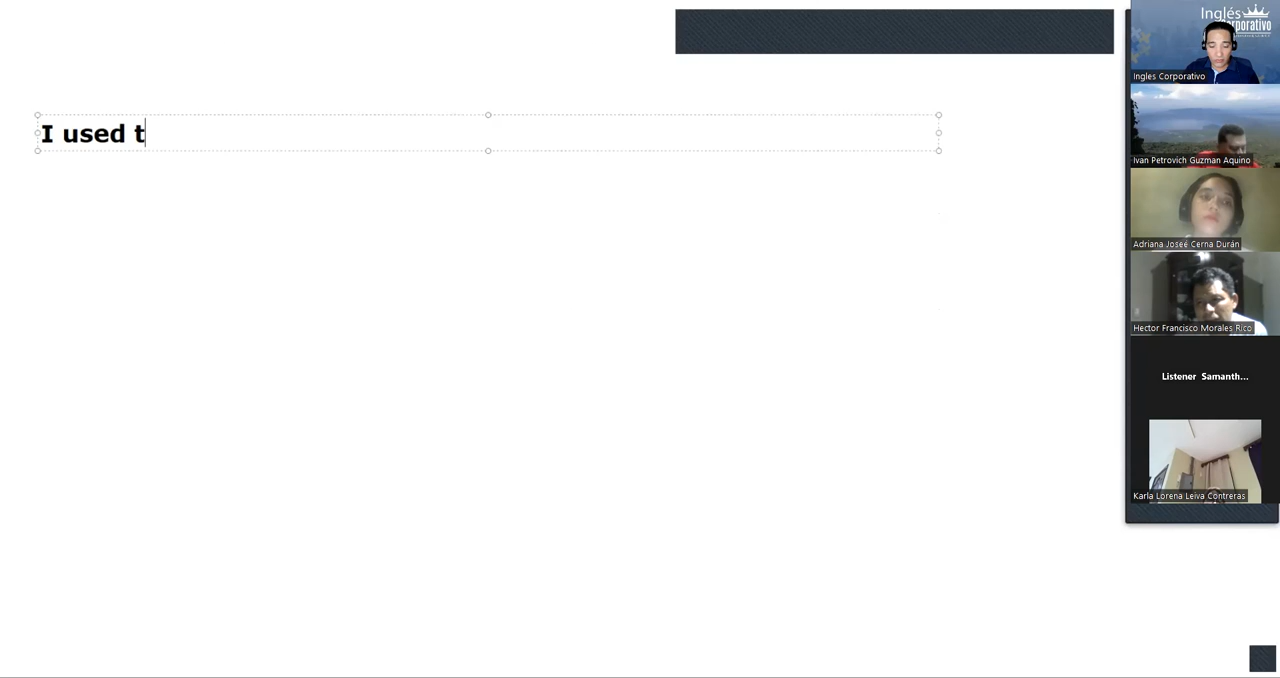 I used t
Inglés
Corporativo
Ingles Corporativo
Ivan Petrovich Guzman Aquino
Adriana Joseé Cerna Durán
Hector Francisco Morales Rico
Listener Samanth...
Karla Lorena Leiva Contreras